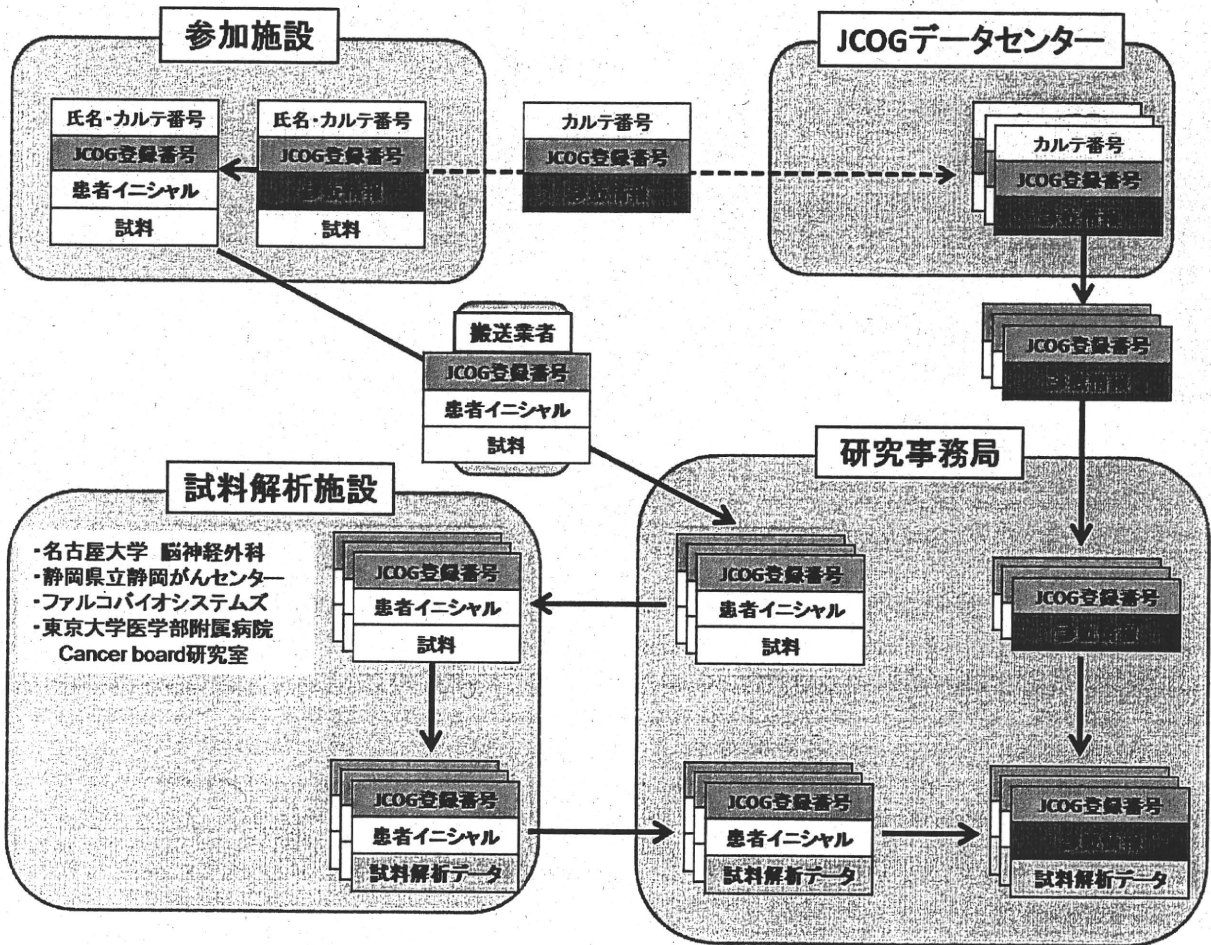 参加施設
氏名・カルテ番号
JCOG登録番号
患者イニシャル
試料
氏名・カルテ番号
JCOG登録番号
試料
カルテ番号
JCOG登録番号
JCOGデータセンター
カルテ番号
JCOG登録番号
JCOG登録番号
搬送業者
JCOG登録番号
患者イニシャル
試料
研究事務局
JCOG登録番号
患者イニシャル
試料
JCOG登録番号
JCOG登録番号
患者イニシャル
試料解析データ
JCOG登録番号
試料解析データ
試料解析施設
・名古屋大学 脳神経外科
・静岡県立静岡がんセンター
・ファルコバイオシステムズ
・東京大学医学部附属病院
Cancer board研究室
JCOG登録番号
患者イニシャル
試料
JCOG登録番号
患者イニシャル
試料解析データ